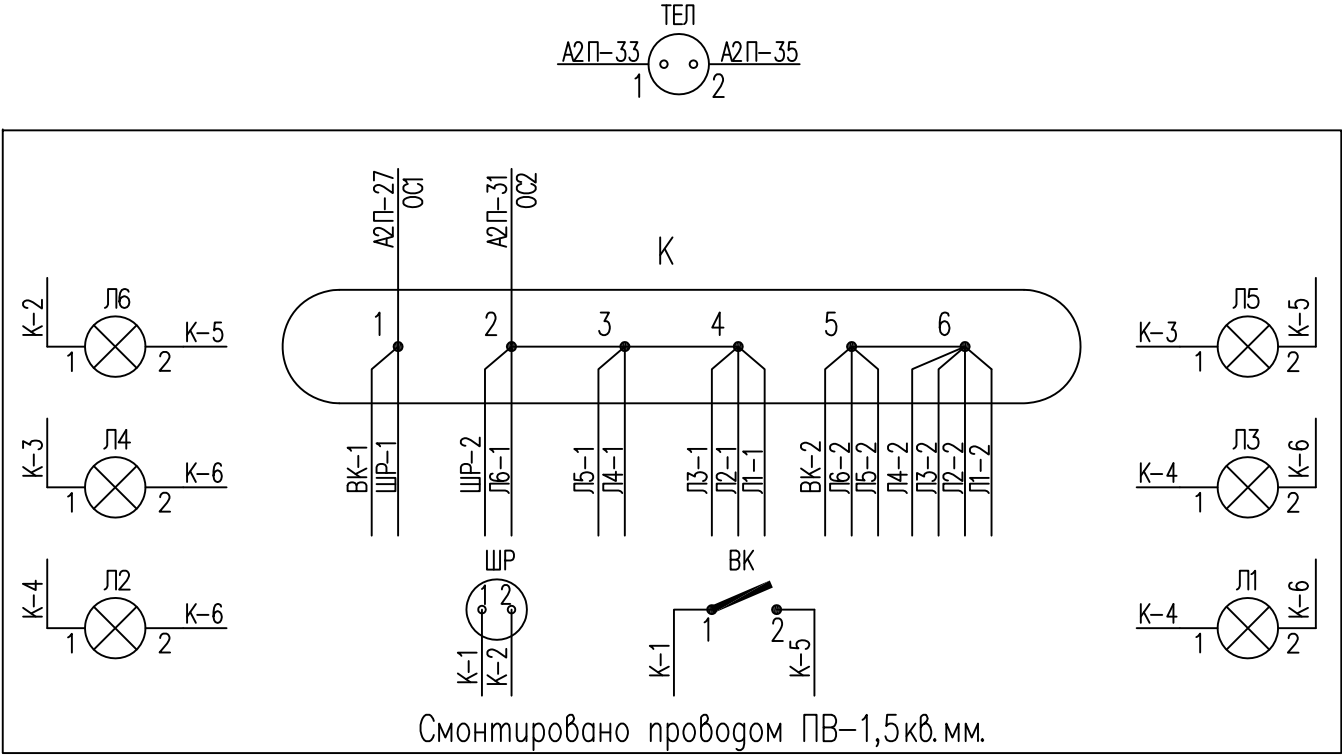 ТЕЛ
А2П-33 А2П-35
1 2
А2П-27
ОС1
А2П-31
ОС2
К
1 2 3 4 5 6
К-2
Л6
К-5
1 2
К-3
Л4
К-6
1 2
К-4
Л2
К-6
1 2
ВК-1
ШР-1
ШР-2
Л6-1
Л5-1
Л4-1
Л3-1
Л2-1
Л1-1
ВК-2
Л6-2
Л5-2
Л4-2
Л3-2
Л2-2
Л1-2
Л5
К-3
К-5
1 2
Л3
К-4
К-6
1 2
Л1
К-4
К-6
1 2
ШР
1 2
К-1
К-2
ВК
1 2
К-1
К-5
Смонтировано проводом ПВ-1,5кв.мм.